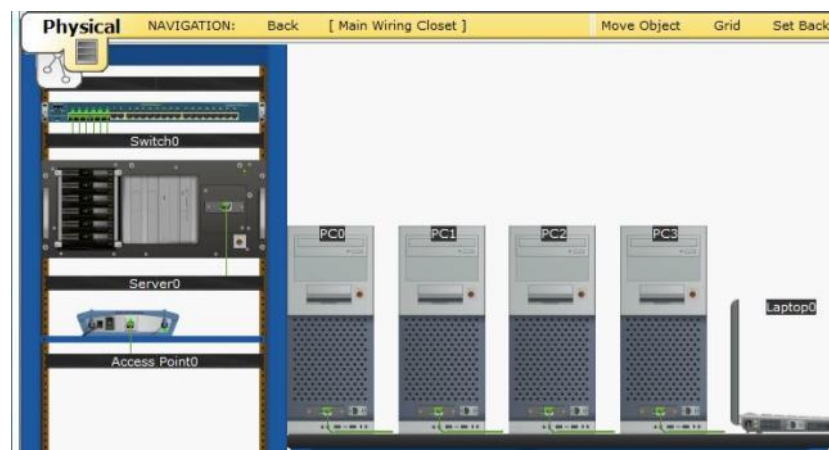 Physical NAVIGATION: Back [ Main Wiring Closet ] Move Object Grid Set Back
Switch0
Server0
Access Point0
PC0 PC1 PC2 PC3
Laptop0